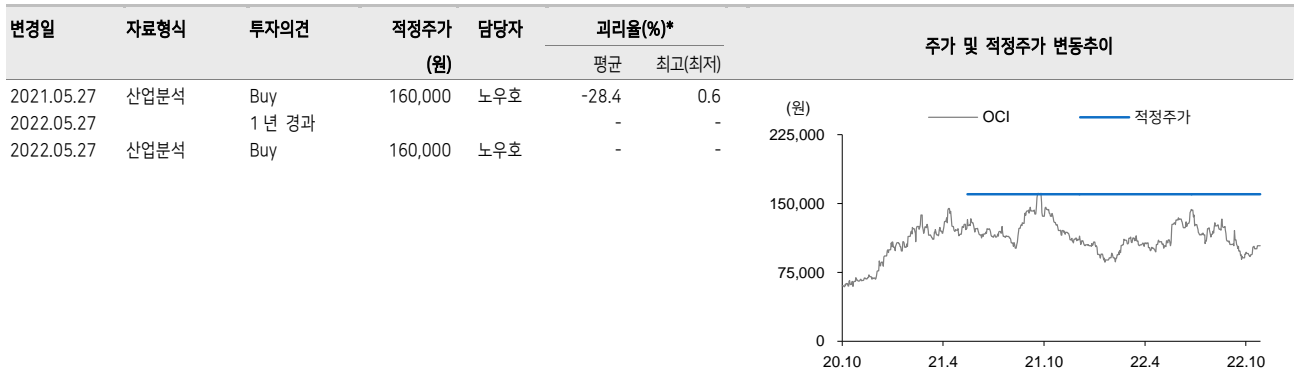 변경일 자료형식 투자의견 적정주가 담당자 괴리율(%)* 주가 및 적정주가 변동추이
(원) 평균 최고(최저)
2021.05.27 산업분석 Buy 160,000 노우호 -28.4 0.6
2022.05.27 1년 경과 - -
2022.05.27 산업분석 Buy 160,000 노우호 - -
(원) OCI 적정주가
225,000
150,000
75,000
0
20.10 21.4 21.10 22.4 22.10